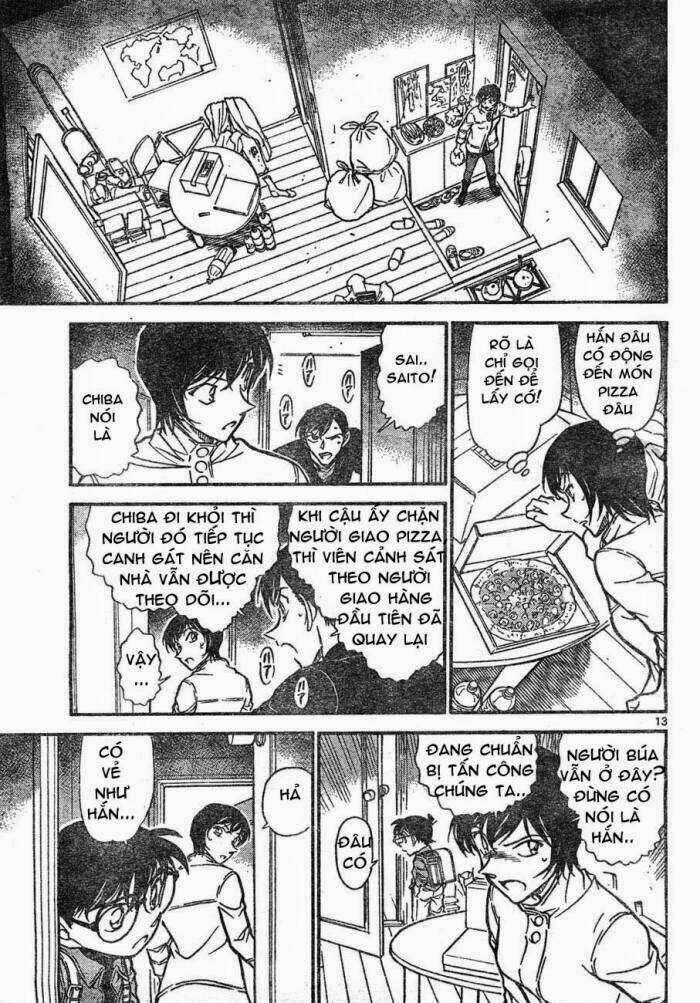 HẮN ĐÂU
CÓ ĐỘNG
ĐẾN MÓN
PIZZA
ĐÂU
RÕ LÀ
CHỈ GỌI
ĐẾN ĐỂ
LẤY CỚ!
SAI..
SAITO!
CHIBA
NÓI
LÀ
KHI CẬU ẤY CHẶN
NGƯỜI GIAO PIZZA
THÌ VIÊN CẢNH SÁT
THEO NGƯỜI
GIAO HÀNG
ĐẦU TIÊN ĐÃ
QUAY LẠI
CHIBA ĐI KHỎI THÌ
NGƯỜI ĐÓ TIẾP TỤC
CANH GÁT NÊN CĂN
NHÀ VẪN ĐƯỢC
THEO DÕI...
VẬY
...
13
NGƯỜI BÚA
VẪN Ở ĐÂY?
ĐỪNG CÓ
NÓI LÀ
HẮN..
ĐANG CHUẨN
BỊ TẤN CÔNG
CHÚNG TA..
ĐÂU
CÓ
HẢ
CÓ
VẺ
NHƯ
HẮN...